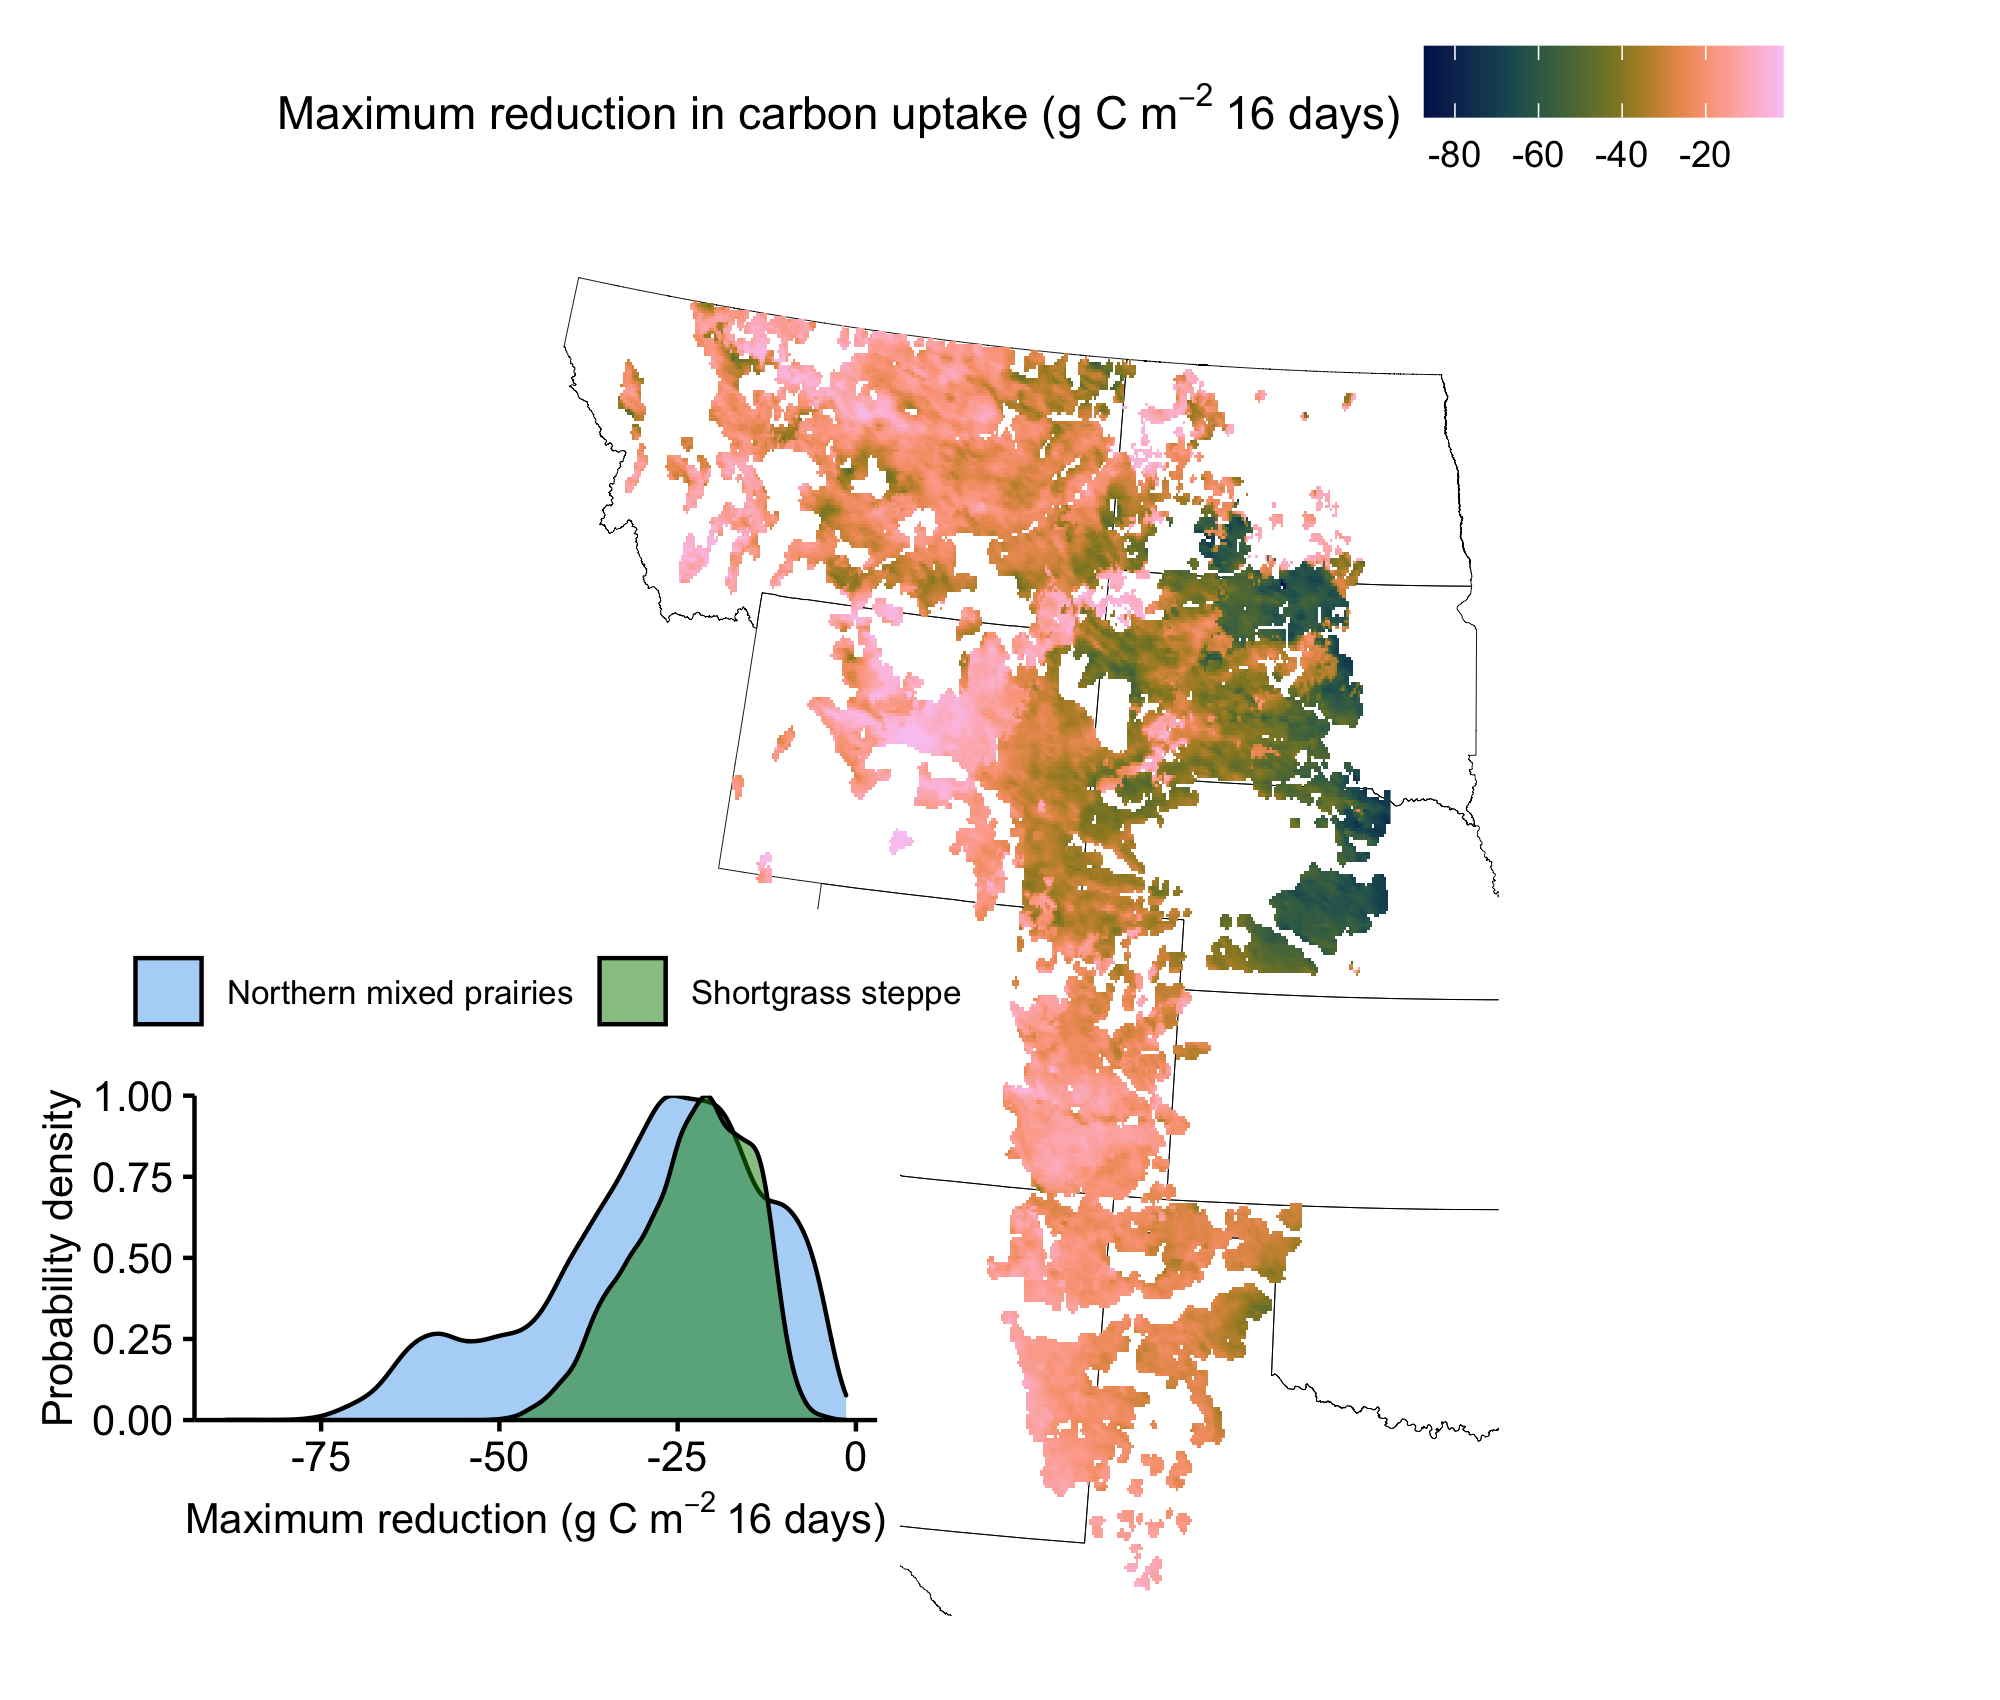 Maximum reduction in carbon uptake (g C m⁻² 16 days)
-80 -60 -40 -20
Northern mixed prairies Shortgrass steppe
Probability density
1.00
0.75
0.50
0.25
0.00
-75 -50 -25 0
Maximum reduction (g C m⁻² 16 days)